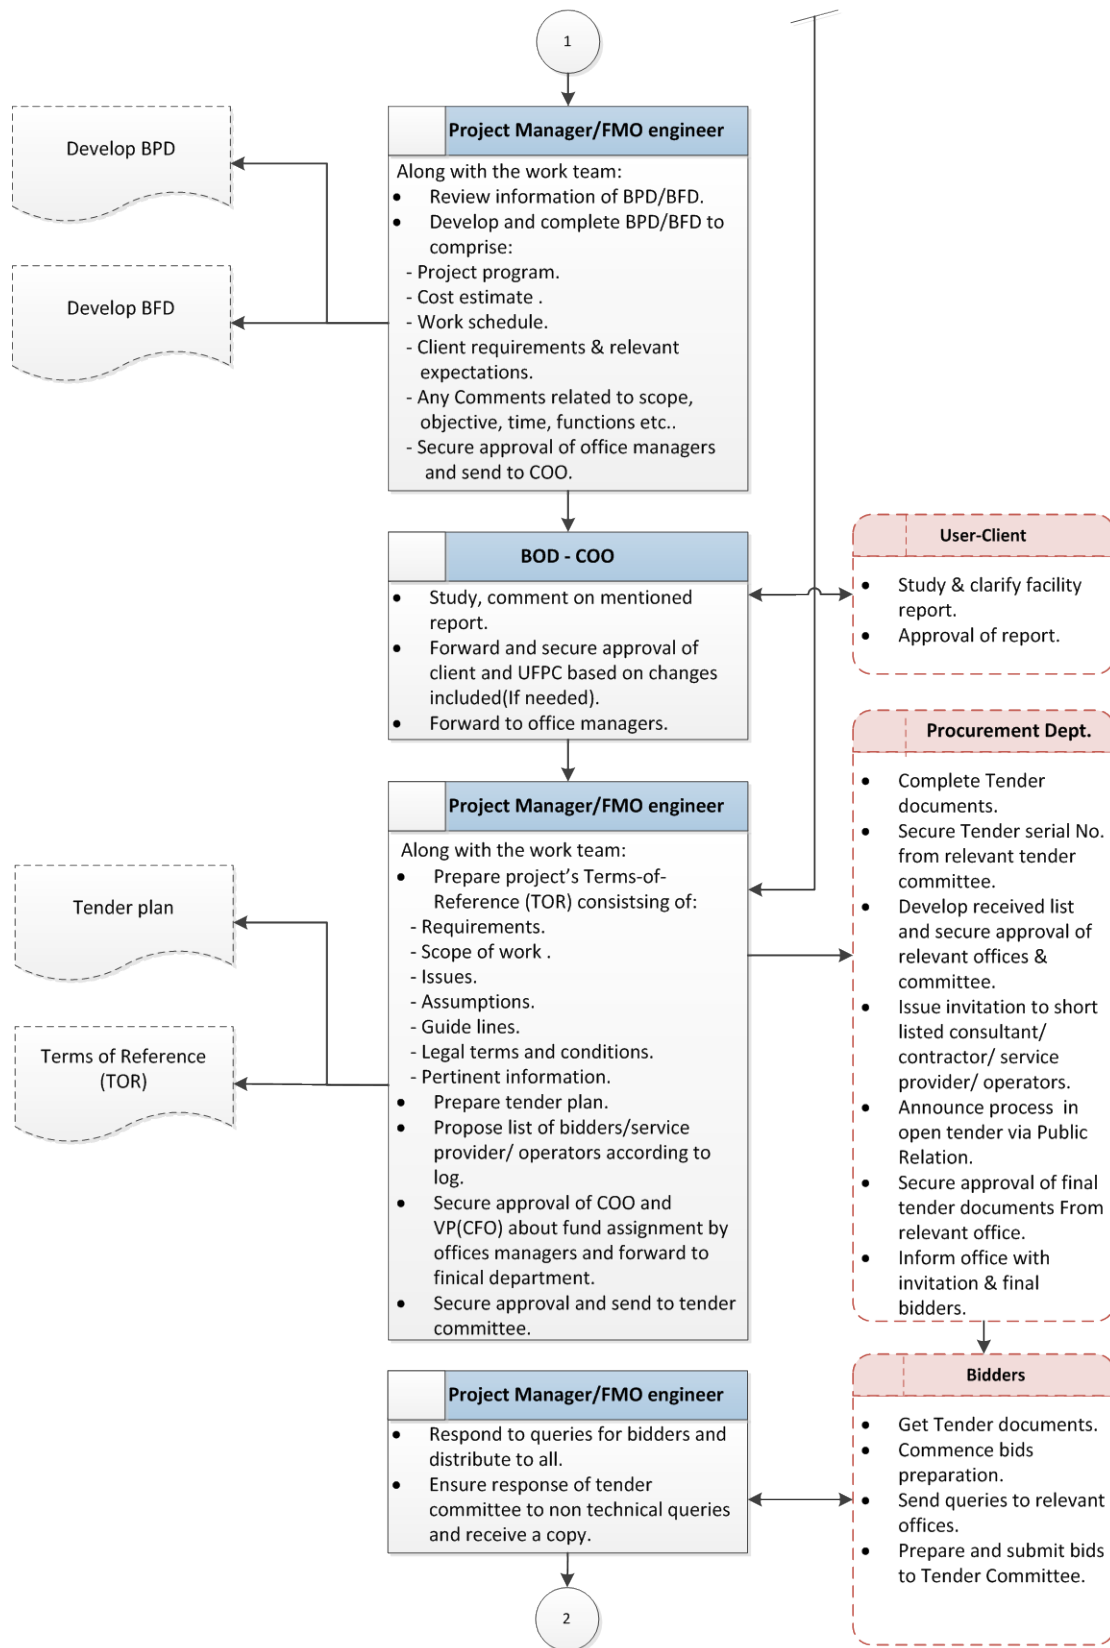 1
Project Manager/FMO engineer
Along with the work team:
• Review information of BPD/BFD.
• Develop and complete BPD/BFD to
comprise:
- Project program.
- Cost estimate .
- Work schedule.
- Client requirements & relevant
expectations.
- Any Comments related to scope,
objective, time, functions etc..
- Secure approval of office managers
and send to COO.
Develop BPD
Develop BFD
BOD - COO
• Study, comment on mentioned
report.
• Forward and secure approval of
client and UFPC based on changes
included(If needed).
• Forward to office managers.
User-Client
• Study & clarify facility
report.
• Approval of report.
Project Manager/FMO engineer
Along with the work team:
• Prepare project’s Terms-of-
Reference (TOR) consistsing of:
- Requirements.
- Scope of work .
- Issues.
- Assumptions.
- Guide lines.
- Legal terms and conditions.
- Pertinent information.
• Prepare tender plan.
• Propose list of bidders/service
provider/ operators according to
log.
• Secure approval of COO and
VP(CFO) about fund assignment by
offices managers and forward to
finical department.
• Secure approval and send to tender
committee.
Tender plan
Terms of Reference
(TOR)
Procurement Dept.
• Complete Tender
documents.
• Secure Tender serial No.
from relevant tender
committee.
• Develop received list
and secure approval of
relevant offices &
committee.
• Issue invitation to short
listed consultant/
contractor/ service
provider/ operators.
• Announce process in
open tender via Public
Relation.
• Secure approval of final
tender documents From
relevant office.
• Inform office with
invitation & final
bidders.
Project Manager/FMO engineer
• Respond to queries for bidders and
distribute to all.
• Ensure response of tender
committee to non technical queries
and receive a copy.
Bidders
• Get Tender documents.
• Commence bids
preparation.
• Send queries to relevant
offices.
• Prepare and submit bids
to Tender Committee.
2